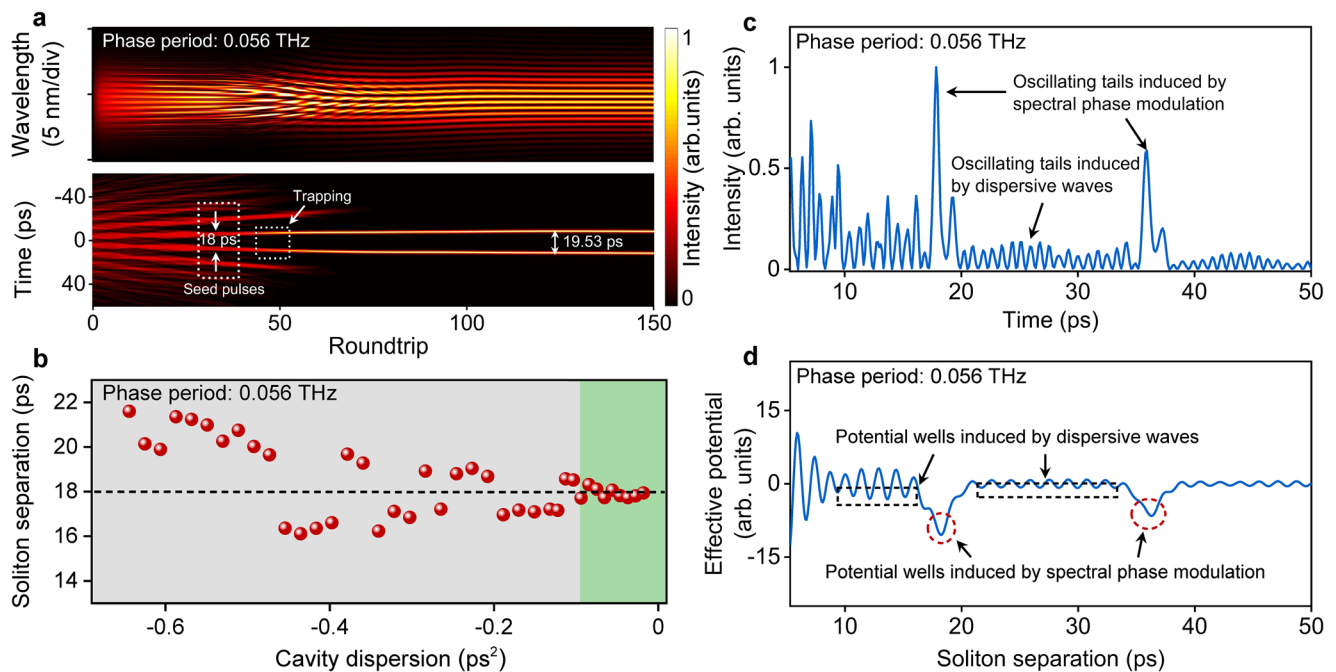 a
Phase period: 0.056 THz
Wavelength
(5 nm/div)
1
Intensity (arb.units)
0
-40
0
40
Time (ps)
Trapping
18 ps
19.53 ps
Seed pulses
0
50
100
150
Roundtrip
b
Phase period: 0.056 THz
Soliton separation (ps)
22
20
18
16
14
-0.6
-0.4
-0.2
0
Cavity dispersion (ps²)
c
Phase period: 0.056 THz
Intensity (arb. units)
1
0.5
0
Oscillating tails induced by
spectral phase modulation
Oscillating tails induced
by dispersive waves
10
20
30
40
50
Time (ps)
d
Phase period: 0.056 THz
Effective potential
(arb. units)
15
0
-15
Potential wells induced by dispersive waves
Potential wells induced by spectral phase modulation
10
20
30
40
50
Soliton separation (ps)